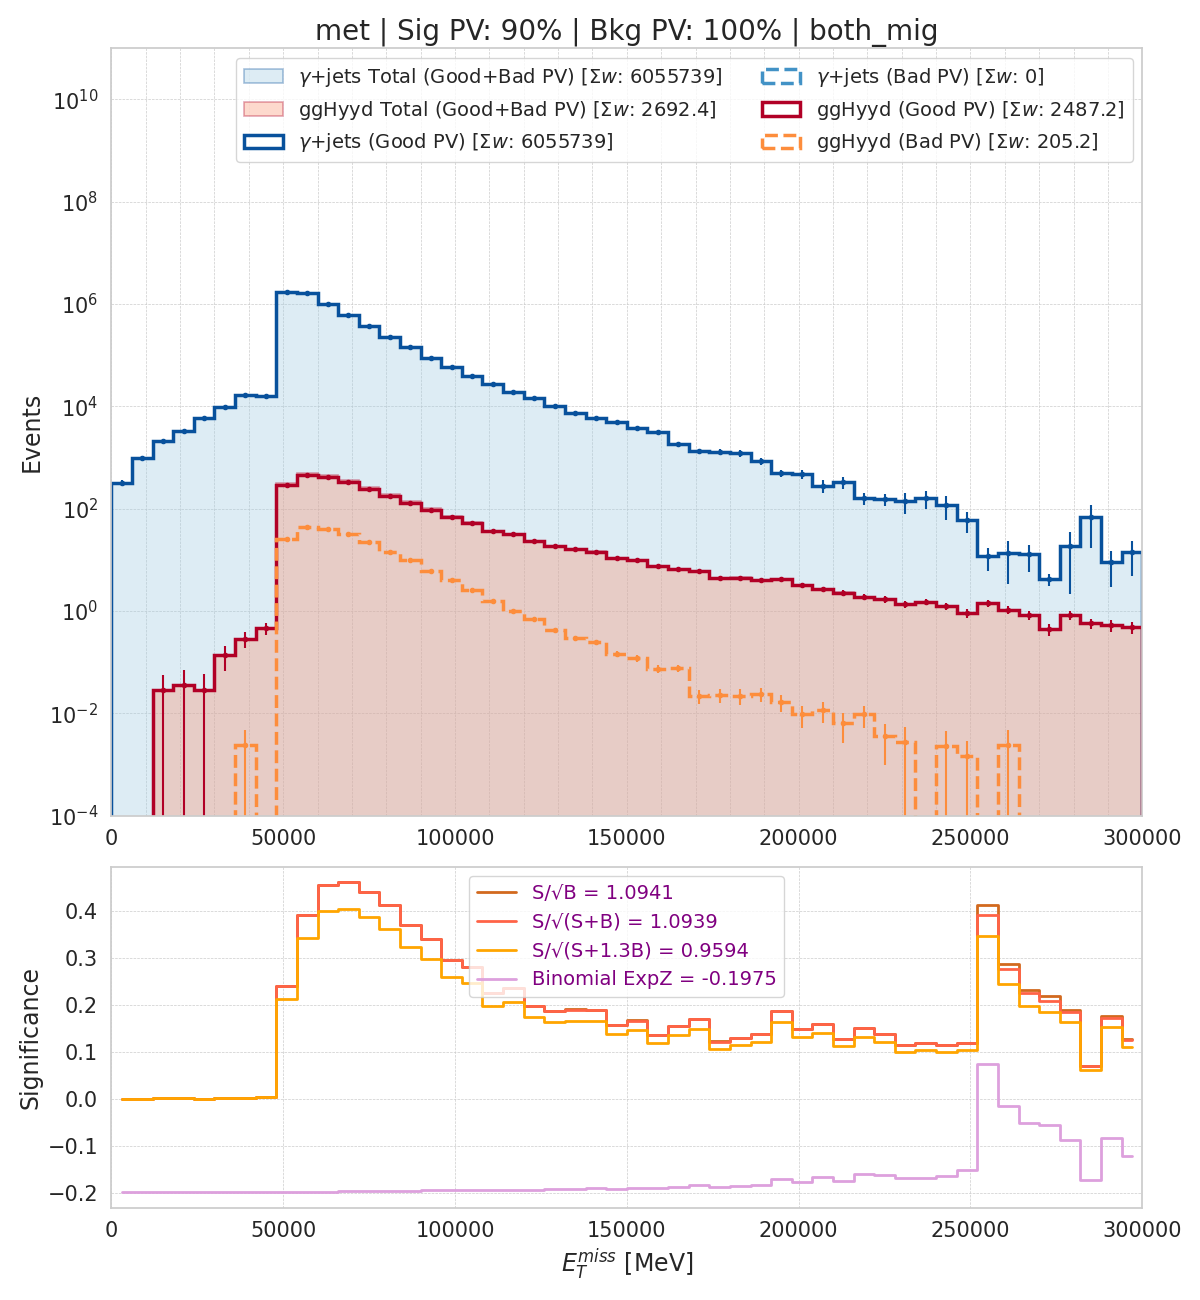 met | Sig PV: 90% | Bkg PV: 100% | both_mig
γ+jets Total (Good+Bad PV) [Σw: 6055739]
ggHyyd Total (Good+Bad PV) [Σw: 2692.4]
γ+jets (Good PV) [Σw: 6055739]
γ+jets (Bad PV) [Σw: 0]
ggHyyd (Good PV) [Σw: 2487.2]
ggHyyd (Bad PV) [Σw: 205.2]
Events
10^10
10^8
10^6
10^4
10^2
10^0
10^−2
10^−4
0 50000 100000 150000 200000 250000 300000
S/√B = 1.0941
S/√(S+B) = 1.0939
S/√(S+1.3B) = 0.9594
Binomial ExpZ = -0.1975
Significance
0.4
0.3
0.2
0.1
0.0
−0.1
−0.2
0 50000 100000 150000 200000 250000 300000
E_T^miss [MeV]